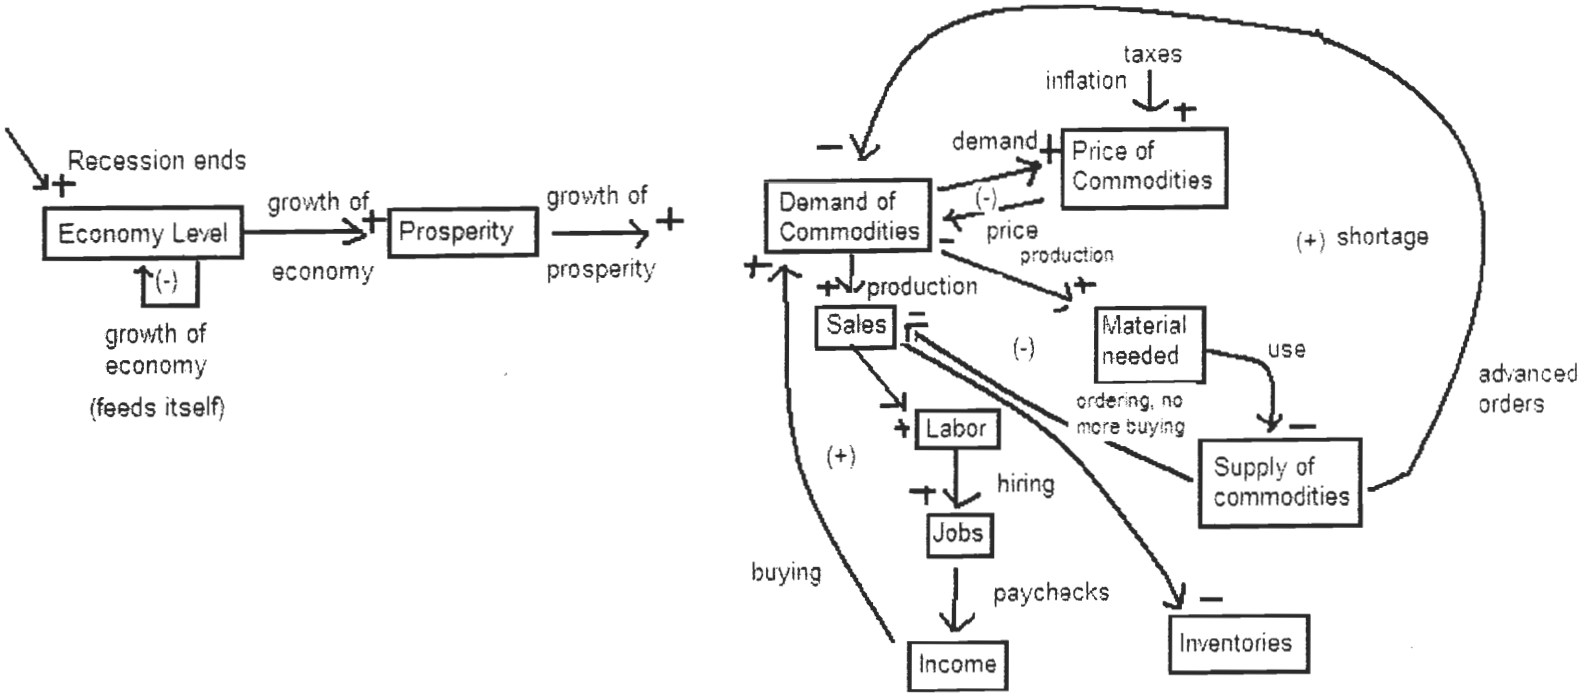 Recession ends
+
Economy Level
(-)
growth of
economy
(feeds itself)
growth of
economy
+
Prosperity
growth of
prosperity
+
taxes
inflation
+
-
demand
+
Price of
Commodities
Demand of
Commodities
(-)
price
-
production
+
(+) shortage
+
+
production
Sales
-
(-)
Material
needed
use
advanced
orders
ordering, no
more buying
-
Supply of
commodities
+
Labor
(+)
+
hiring
Jobs
buying
paychecks
-
Income
Inventories